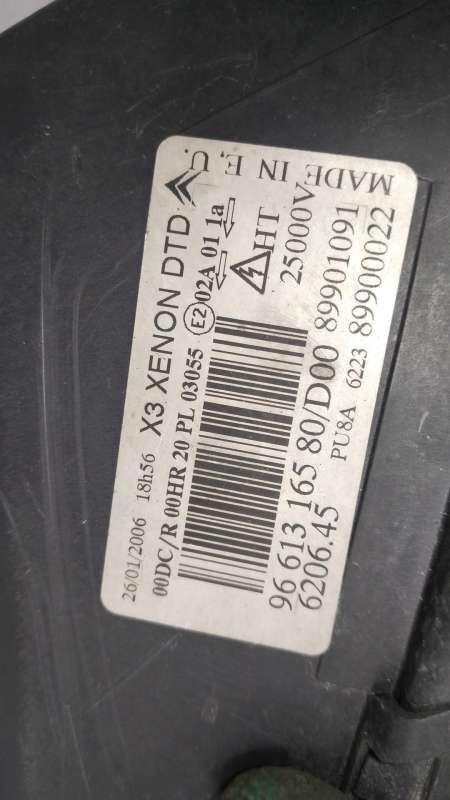 26/01/2006 18h56 X3 XENON DTD
00DC/R 00HR 20 PL 03055 E2 02A 01 1a
HT
25000V
96 613 165 80/D00 89901091
6206.45 PU8A 6223 89900022
MADE IN E. U.